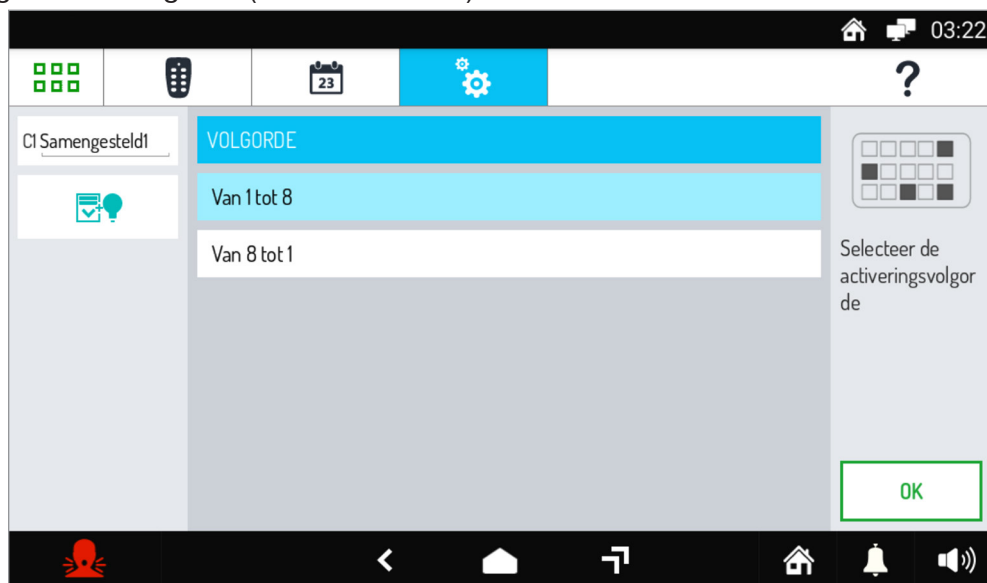 03:22
23
?
C1 Samengesteld1
VOLGORDE
Van 1 tot 8
Van 8 tot 1
Selecteer de
activeringsvolgor
de
OK